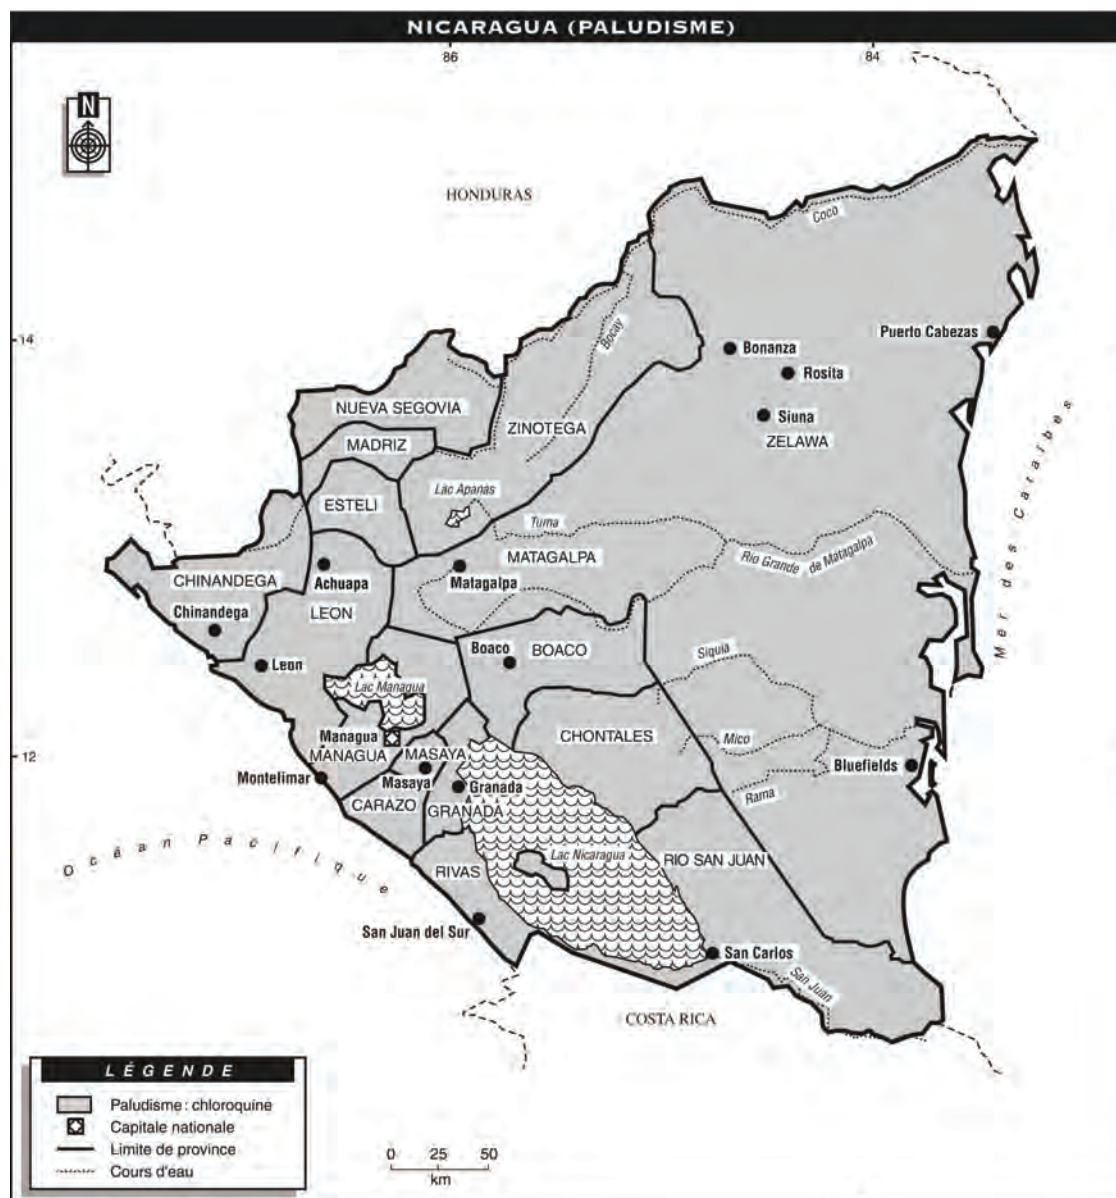 NICARAGUA (PALUDISME)
86
84
N
HONDURAS
Coco
14
Bocay
Puerto Cabezas
Bonanza
Rosita
NUEVA SEGOVIA
Siuna
ZINOTEGA
ZELAWA
MADRIZ
Mer des Caraïbes
Lac Apanas
ESTELI
Tuma
MATAGALPA
Rio Grande de Matagalpa
CHINANDEGA
Achuapa
Matagalpa
Chinandega
LEON
Boaco
BOACO
Siquia
Leon
Lac Managua
Managua
CHONTALES
Mico
12
MANAGUA
MASAYA
Bluefields
Montelimar
Masaya
Granada
Rama
CARAZO
GRANADA
Océan Pacifique
Lac Nicaragua
RIO SAN JUAN
RIVAS
San Juan del Sur
San Carlos
San Juan
COSTA RICA
LÉGENDE
Paludisme : chloroquine
Capitale nationale
Limite de province
Cours d'eau
0 25 50
km